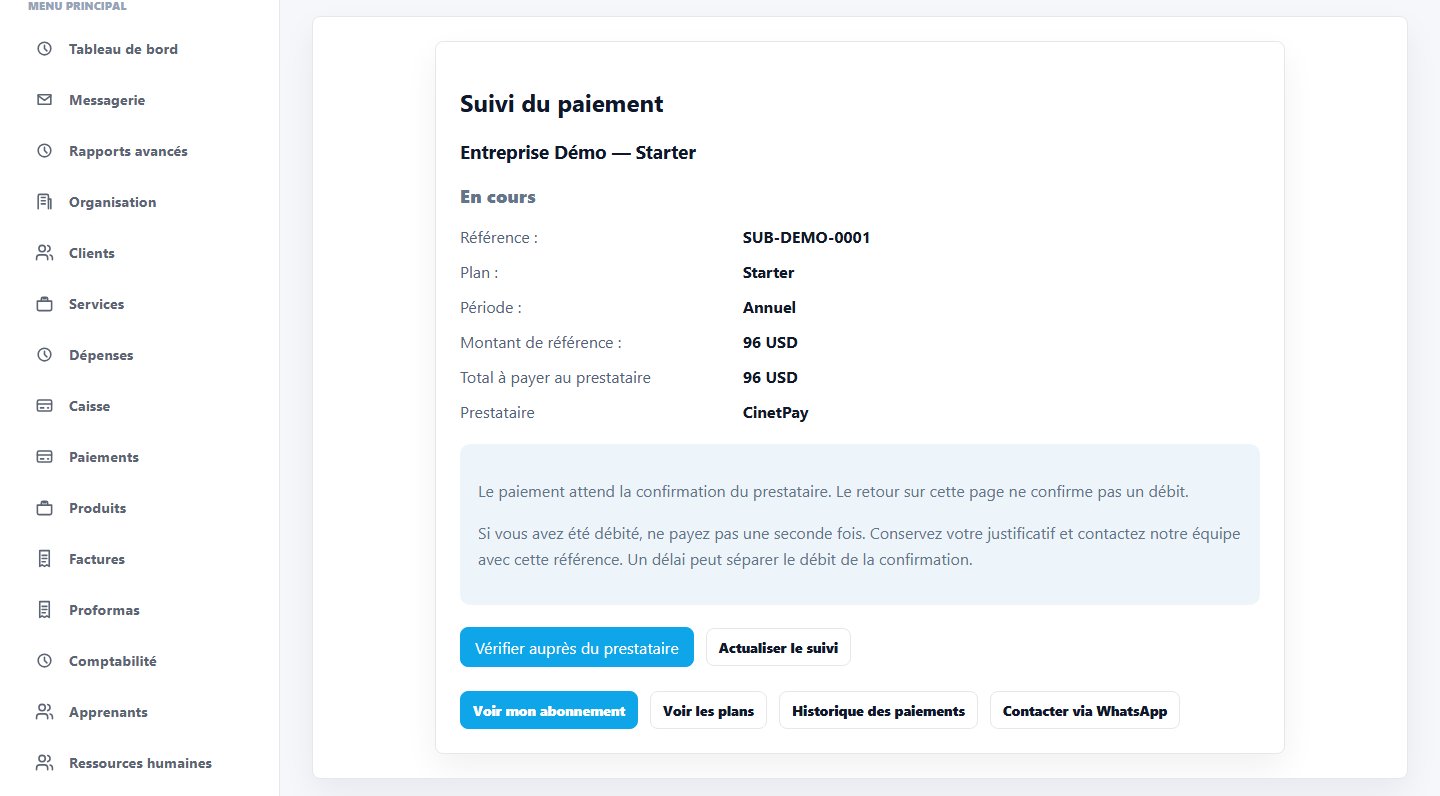 MENU PRINCIPAL
Tableau de bord
Messagerie
Rapports avancés
Organisation
Clients
Services
Dépenses
Caisse
Paiements
Produits
Factures
Proformas
Comptabilité
Apprenants
Ressources humaines
Suivi du paiement
Entreprise Démo — Starter
En cours
Référence : SUB-DEMO-0001
Plan : Starter
Période : Annuel
Montant de référence : 96 USD
Total à payer au prestataire 96 USD
Prestataire CinetPay
Le paiement attend la confirmation du prestataire. Le retour sur cette page ne confirme pas un débit.
Si vous avez été débité, ne payez pas une seconde fois. Conservez votre justificatif et contactez notre équipe
avec cette référence. Un délai peut séparer le débit de la confirmation.
Vérifier auprès du prestataire Actualiser le suivi
Voir mon abonnement Voir les plans Historique des paiements Contacter via WhatsApp